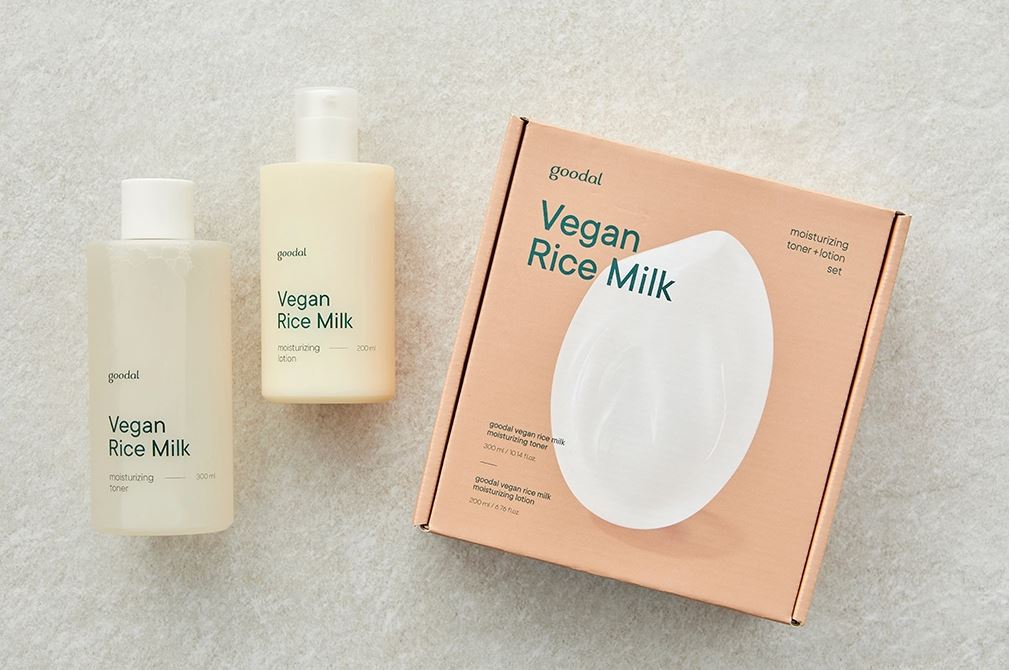 goodal
Vegan
Rice Milk
moisturizing
toner
300 ml
goodal
Vegan
Rice Milk
moisturizing
lotion
200 ml
goodal
Vegan
Rice Milk
moisturizing
toner + lotion
set
goodal vegan rice milk
moisturizing toner
300 ml / 10.14 fl.oz.
goodal vegan rice milk
moisturizing lotion
200 ml / 6.76 fl.oz.